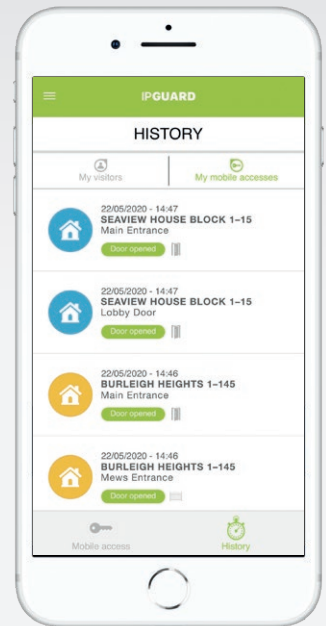 IPGUARD
HISTORY
My visitors
My mobile accesses
22/05/2020 - 14:47
SEAVIEW HOUSE BLOCK 1-15
Main Entrance
Door opened
22/05/2020 - 14:47
SEAVIEW HOUSE BLOCK 1-15
Lobby Door
Door opened
22/05/2020 - 14:46
BURLEIGH HEIGHTS 1-145
Main Entrance
Door opened
22/05/2020 - 14:46
BURLEIGH HEIGHTS 1-145
Mews Entrance
Door opened
Mobile access
History